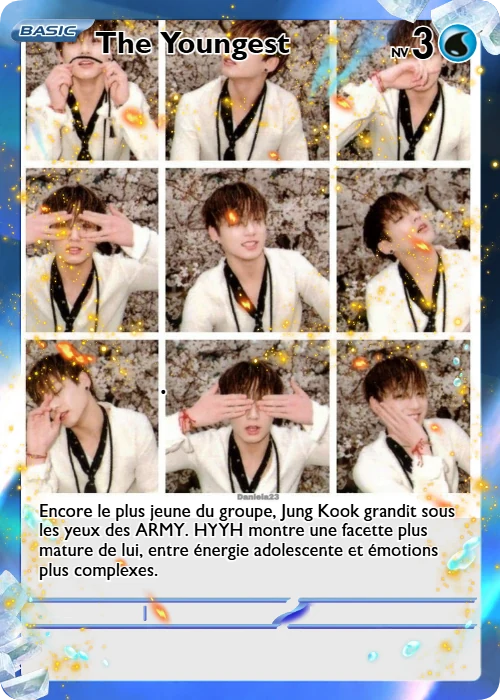 BASIC
The Youngest
NV 3
Daniela23
Encore le plus jeune du groupe, Jung Kook grandit sous
les yeux des ARMY. HYYH montre une facette plus
mature de lui, entre énergie adolescente et émotions
plus complexes.